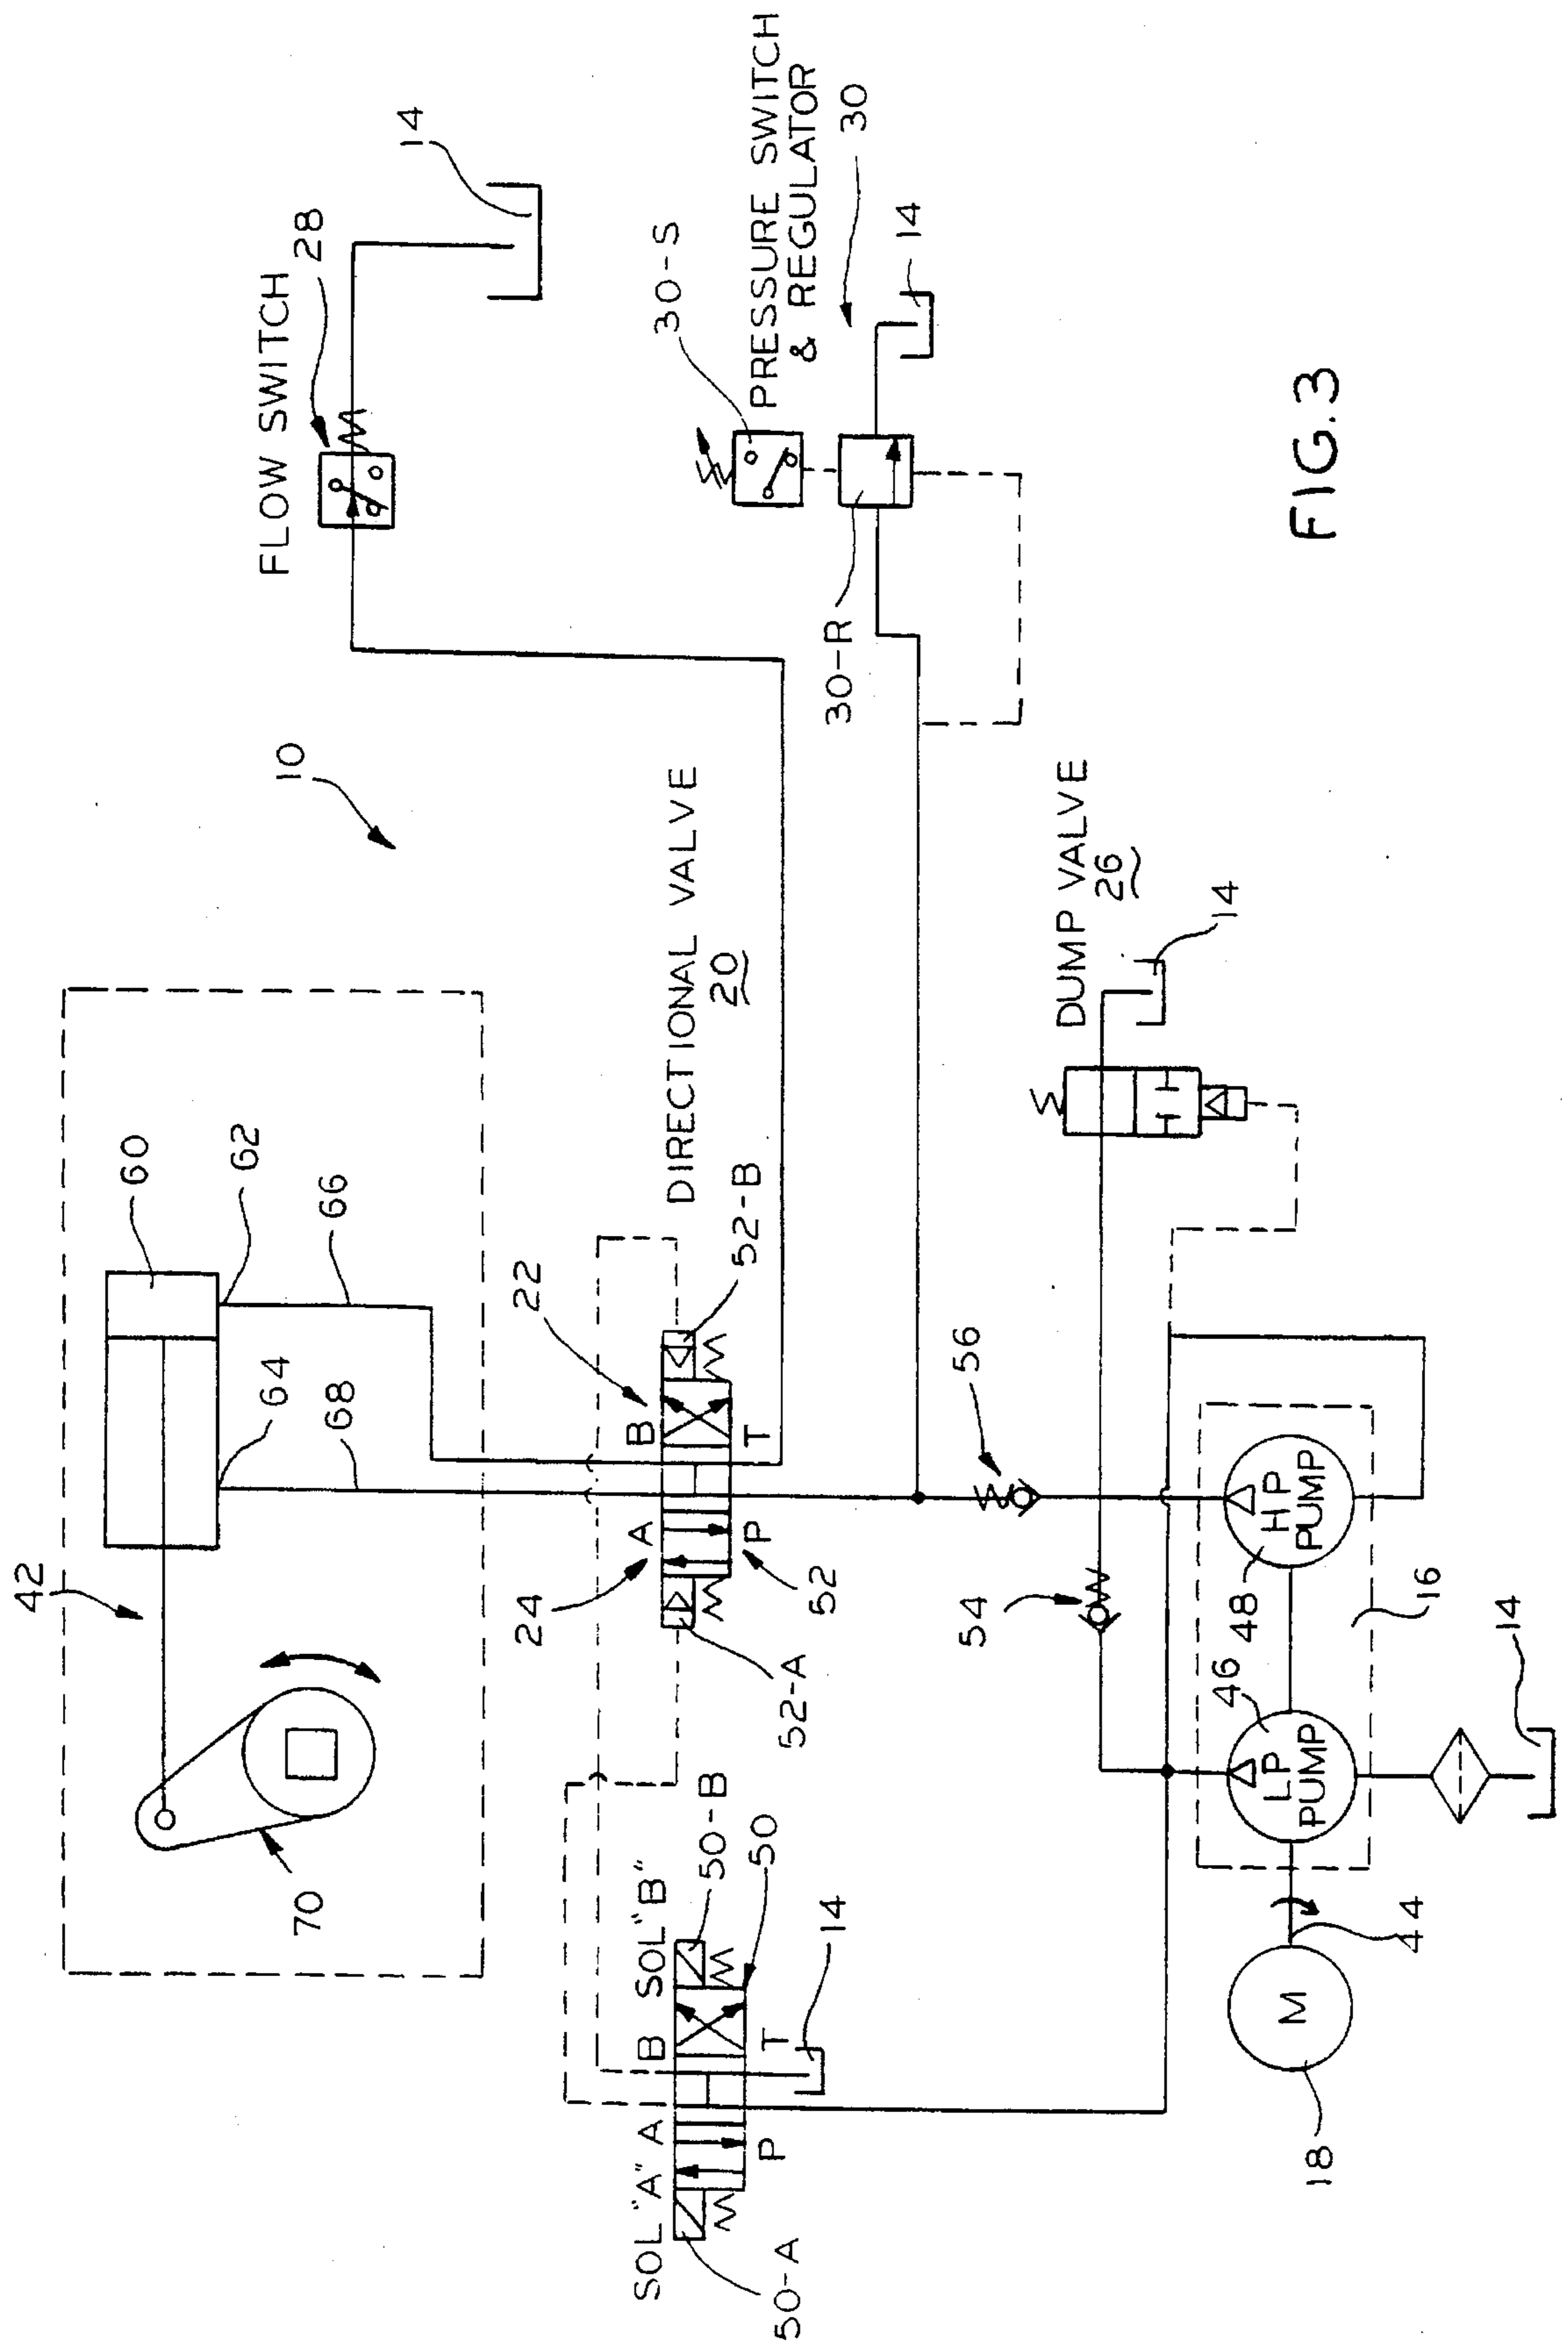 42
60
62
64
66
68
70
10
FLOW SWITCH
28
14
PRESSURE SWITCH
& REGULATOR
30
30-S
30-R
14
DIRECTIONAL VALVE
20
22
24
B
A
T
P
52
52-B
52-A
SOL "A"
A
B
SOL "B"
50-B
50
50-A
P
T
14
DUMP VALVE
26
14
56
54
HP
PUMP
48
LP
PUMP
46
16
14
M
18
44
FIG.3